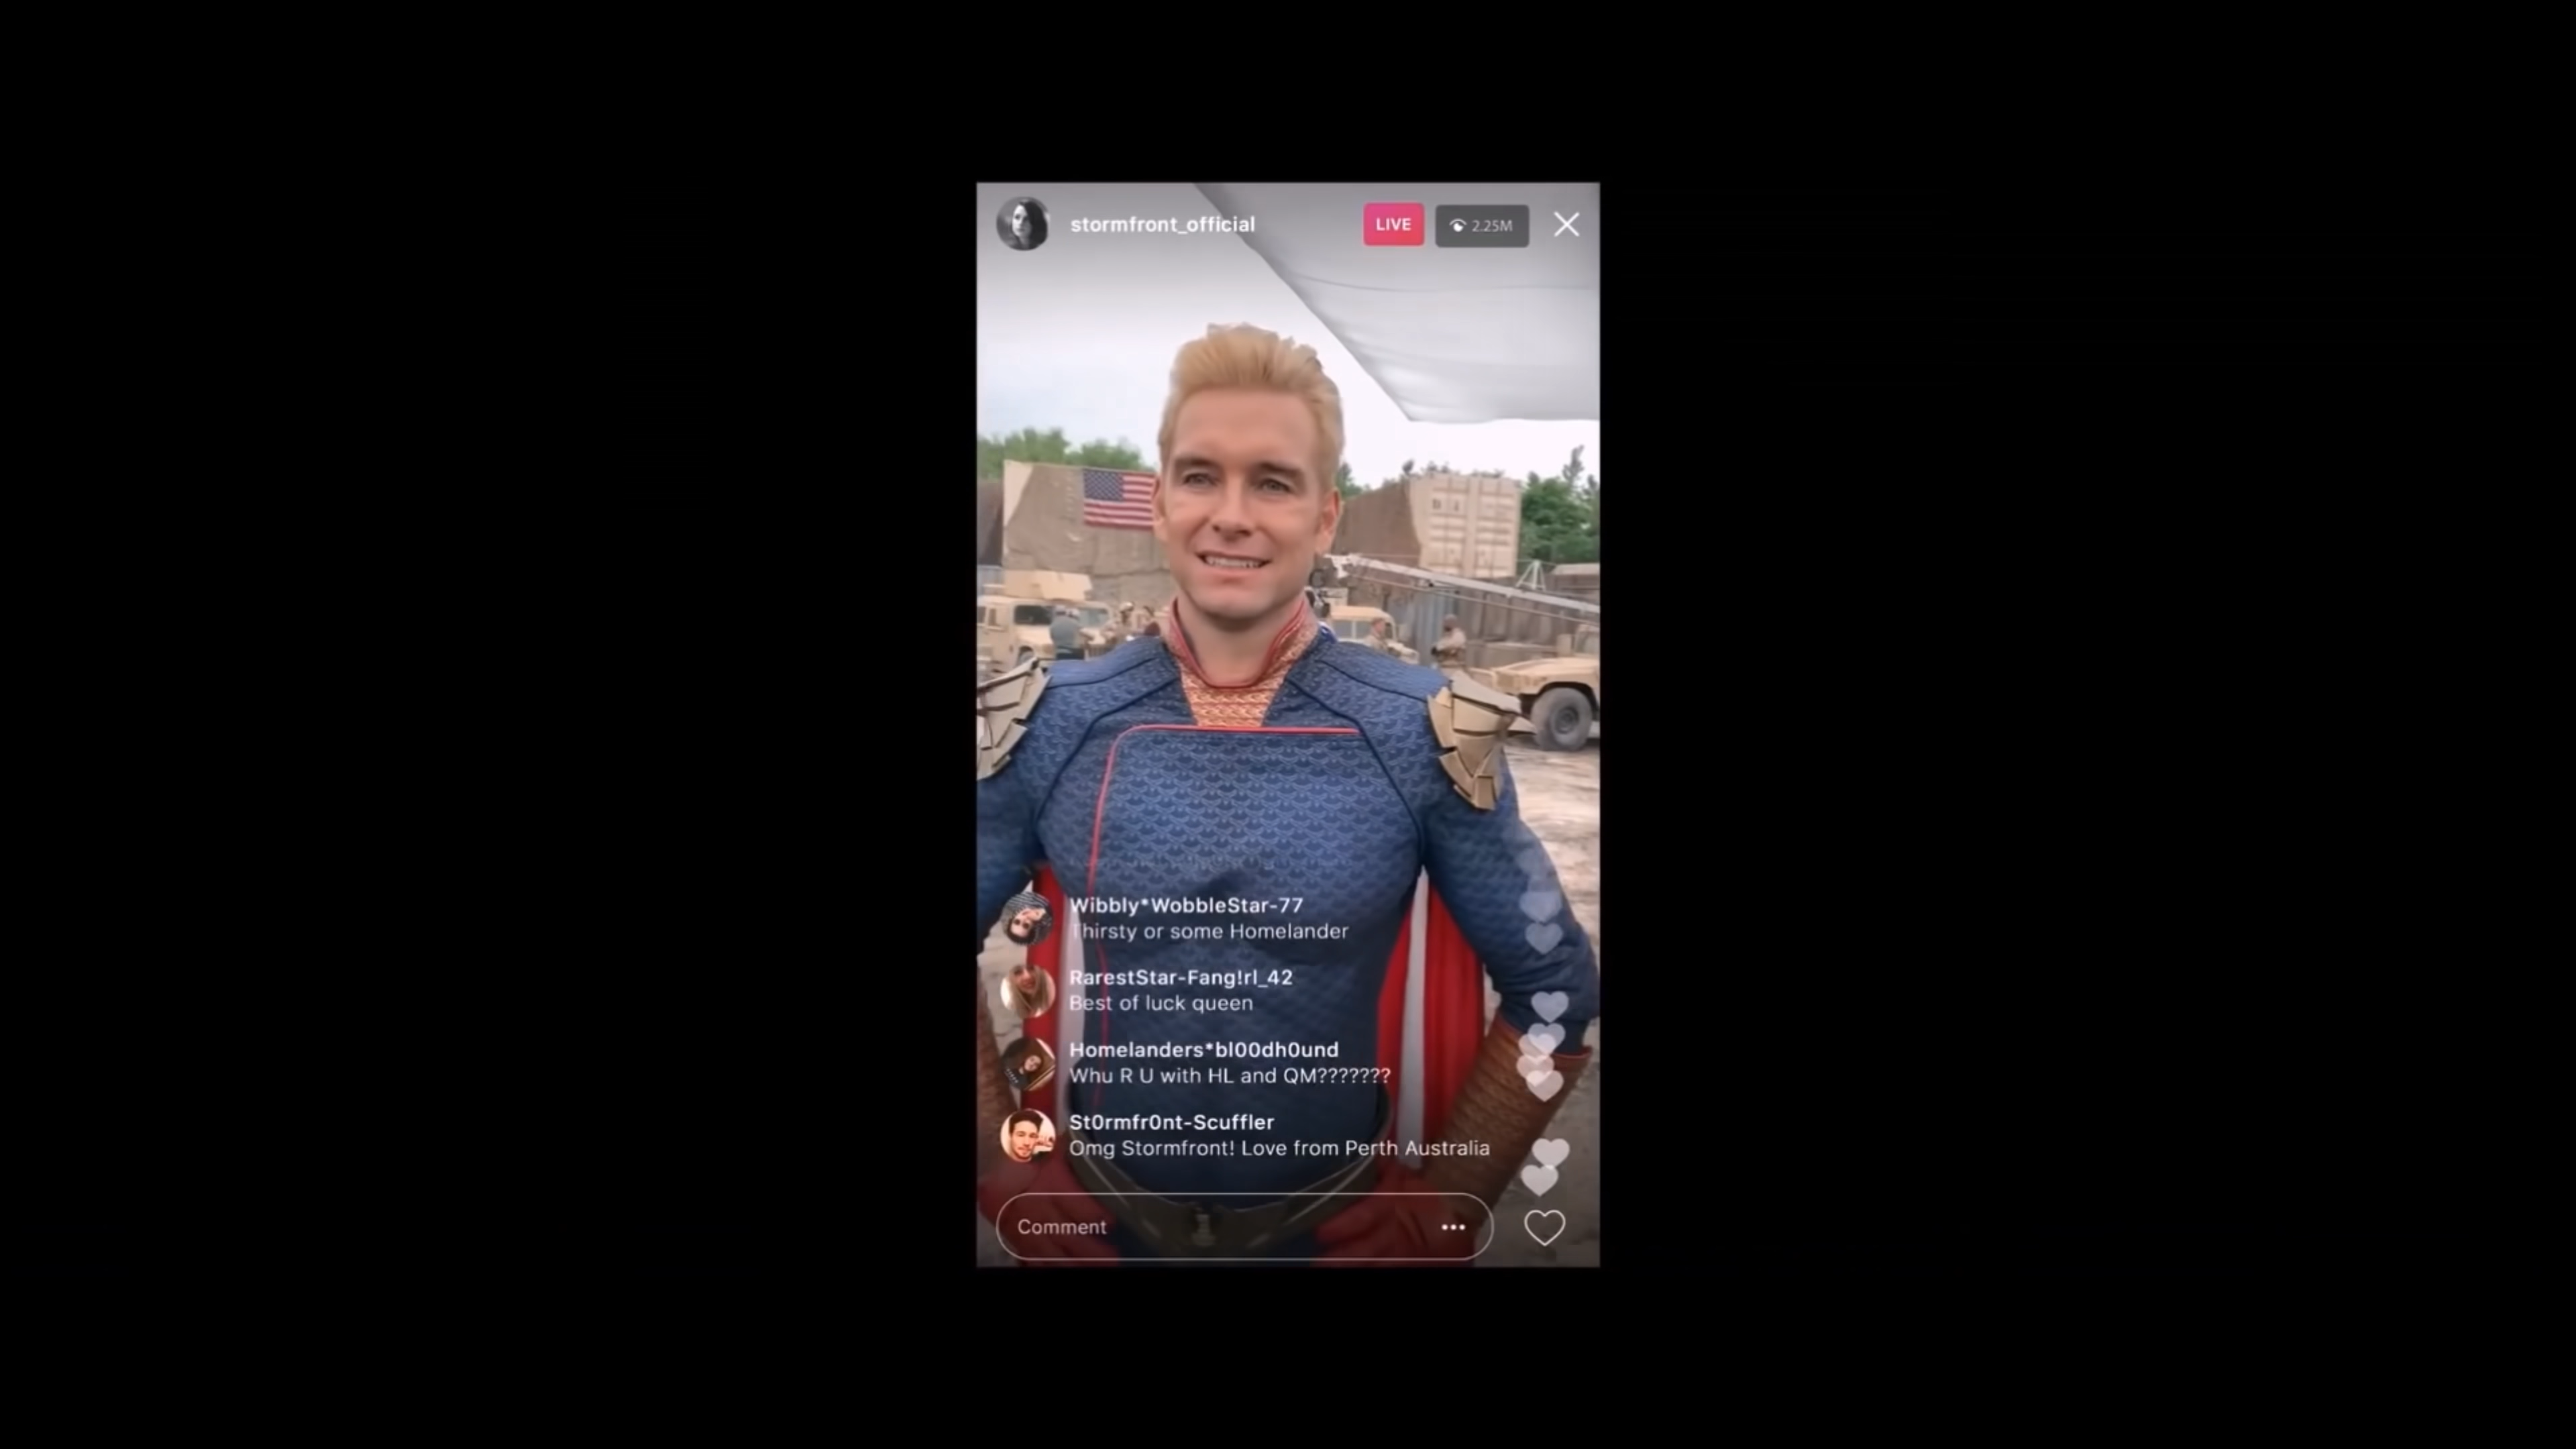 stormfront_official
LIVE
2.25M
Wibbly*WobbleStar-77
Thirsty or some Homelander
RarestStar-Fang!rl_42
Best of luck queen
Homelanders*bl00dh0und
Whu R U with HL and QM???????
St0rmfr0nt-Scuffler
Omg Stormfront! Love from Perth Australia
Comment